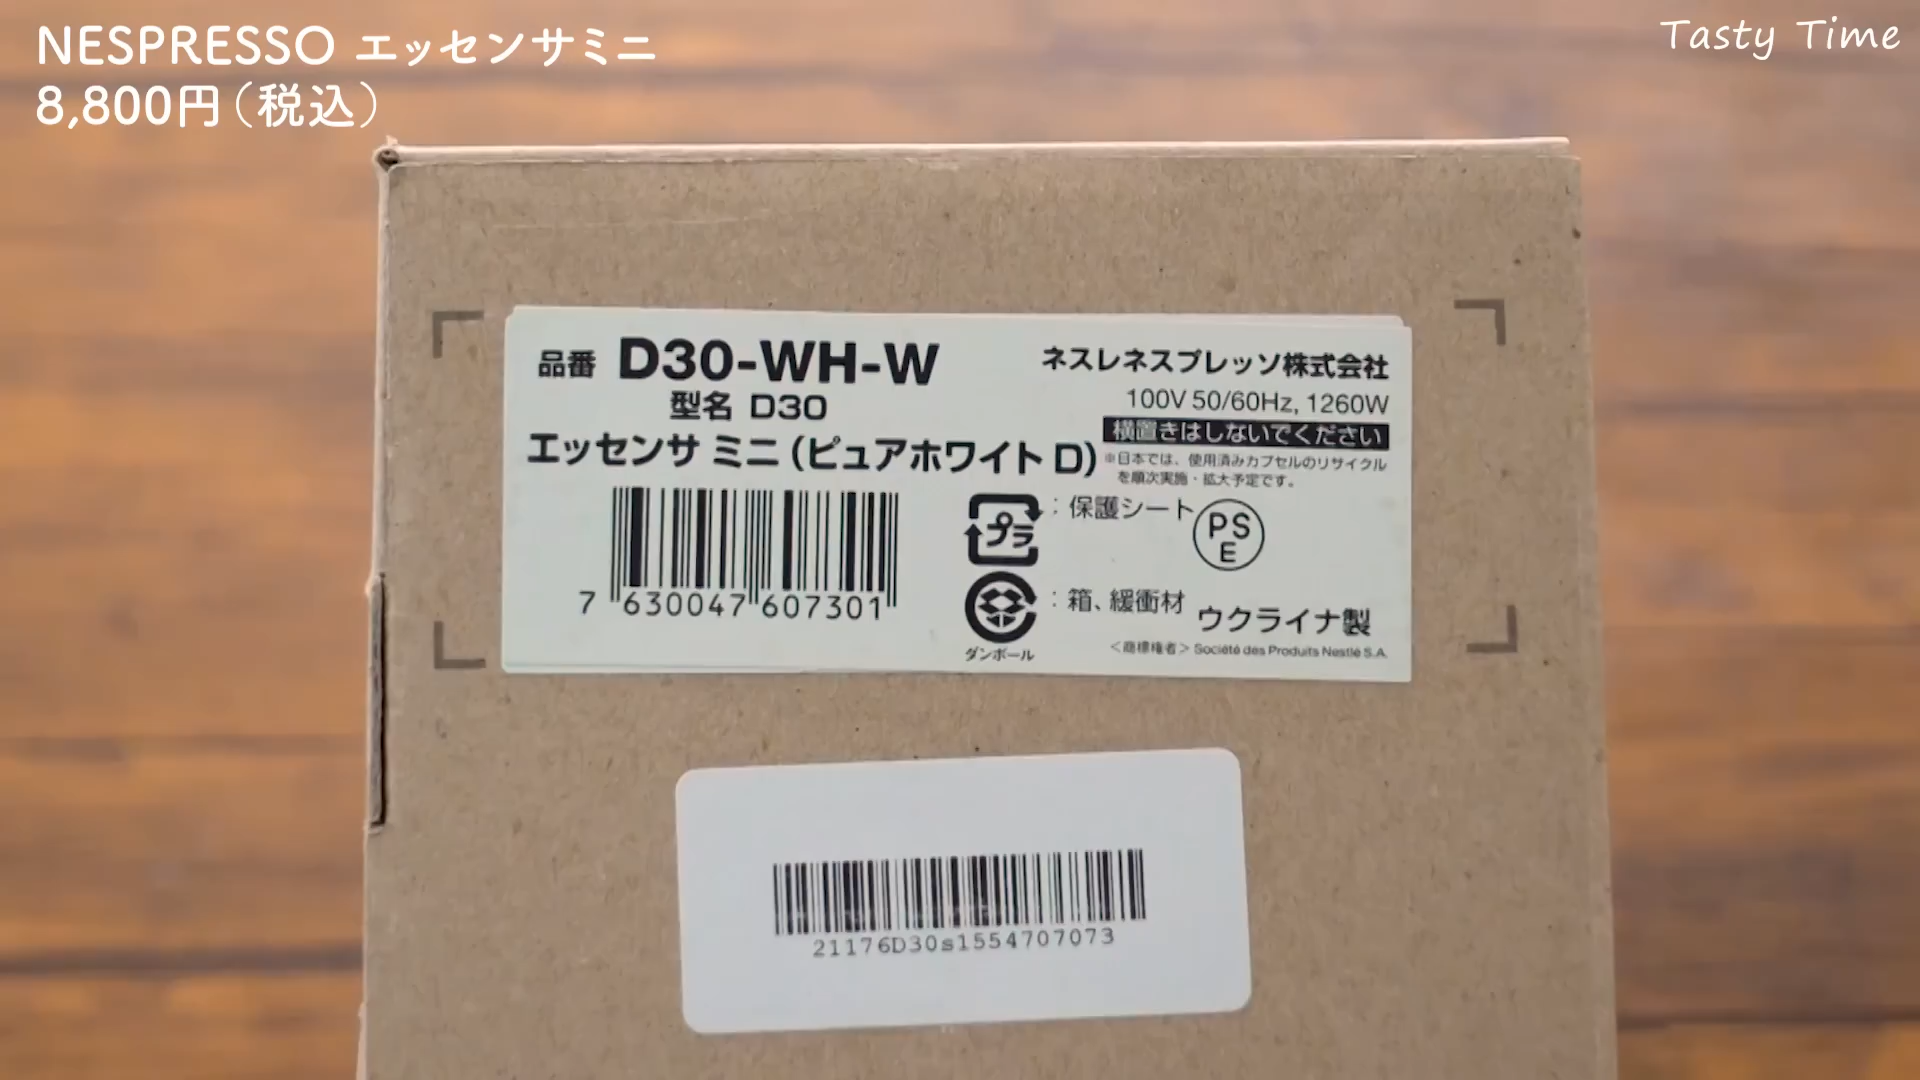 NESPRESSO エッセンサミニ
8,800円（税込）
Tasty Time
品番 D30-WH-W
型名 D30
エッセンサ ミニ（ピュアホワイト D）
7 630047 607301
ネスレネスプレッソ株式会社
100V 50/60Hz, 1260W
横置きはしないでください
※日本では、使用済みカプセルのリサイクル
を順次実施・拡大予定です。
プラ：保護シート
PS
E
：箱、緩衝材
ダンボール
ウクライナ製
＜商標権者＞Société des Produits Nestlé S.A.
21176D30s1554707073